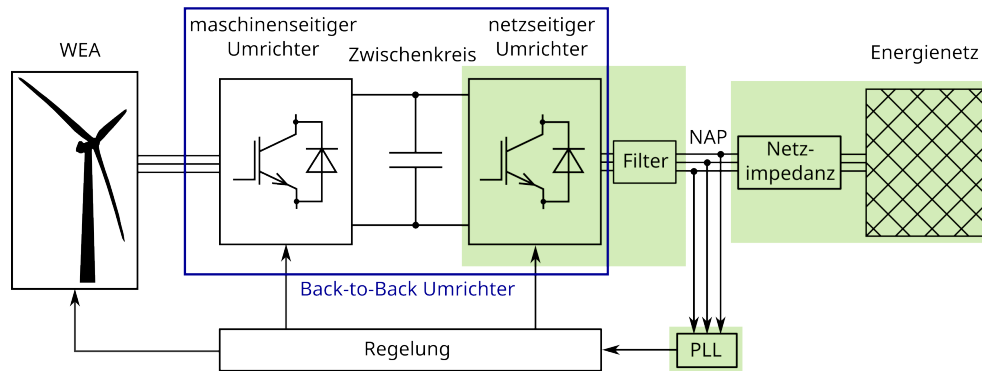 WEA
maschinenseitiger
Umrichter
Zwischenkreis
netzseitiger
Umrichter
Energienetz
NAP
Filter
Netz-
impedanz
Back-to-Back Umrichter
Regelung
PLL